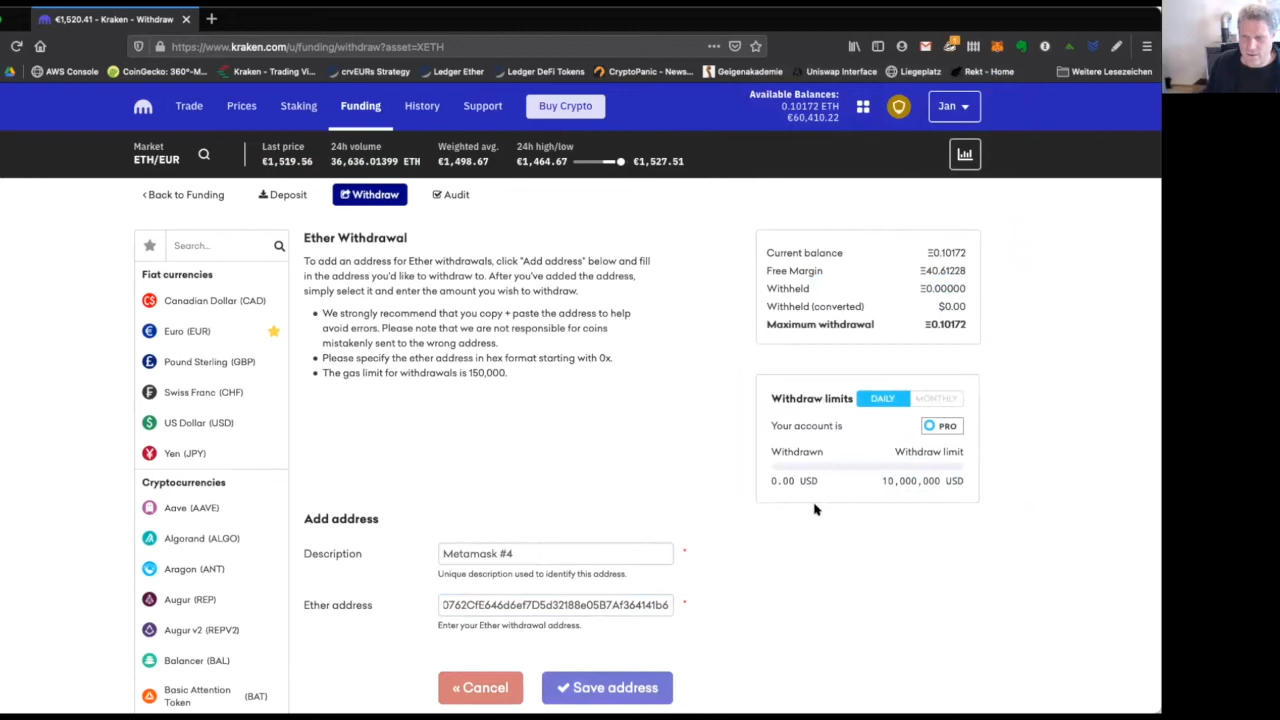 €1,520.41 - Kraken - Withdraw
https://www.kraken.com/u/funding/withdraw?asset=XETH
AWS Console
CoinGecko: 360°-M...
Kraken - Trading Vi...
crvEURs Strategy
Ledger Ether
Ledger DeFi Tokens
CryptoPanic - News...
Geigenakademie
Uniswap Interface
Liegeplatz
Rekt - Home
Weitere Lesezeichen
Trade
Prices
Staking
Funding
History
Support
Buy Crypto
Available Balances:
0.10172 ETH
€60,410.22
Jan
Market
ETH/EUR
Last price
€1,519.56
24h volume
36,636.01399 ETH
Weighted avg.
€1,498.67
24h high/low
€1,464.67
€1,527.51
Back to Funding
Deposit
Withdraw
Audit
Search...
Fiat currencies
Canadian Dollar (CAD)
Euro (EUR)
Pound Sterling (GBP)
Swiss Franc (CHF)
US Dollar (USD)
Yen (JPY)
Cryptocurrencies
Aave (AAVE)
Algorand (ALGO)
Aragon (ANT)
Augur (REP)
Augur v2 (REPV2)
Balancer (BAL)
Basic Attention (BAT)
Token
Ether Withdrawal
To add an address for Ether withdrawals, click "Add address" below and fill
in the address you'd like to withdraw to. After you've added the address,
simply select it and enter the amount you wish to withdraw.
• We strongly recommend that you copy + paste the address to help
avoid errors. Please note that we are not responsible for coins
mistakenly sent to the wrong address.
• Please specify the ether address in hex format starting with 0x.
• The gas limit for withdrawals is 150,000.
Add address
Description
Metamask #4
*
Unique description used to identify this address.
Ether address
0762CfE646d6ef7D5d32188e05B7Af364141b6
*
Enter your Ether withdrawal address.
« Cancel
Save address
Current balance Ξ0.10172
Free Margin Ξ40.61228
Withheld Ξ0.00000
Withheld (converted) $0.00
Maximum withdrawal Ξ0.10172
Withdraw limits
DAILY
MONTHLY
Your account is
PRO
Withdrawn Withdraw limit
0.00 USD 10,000,000 USD